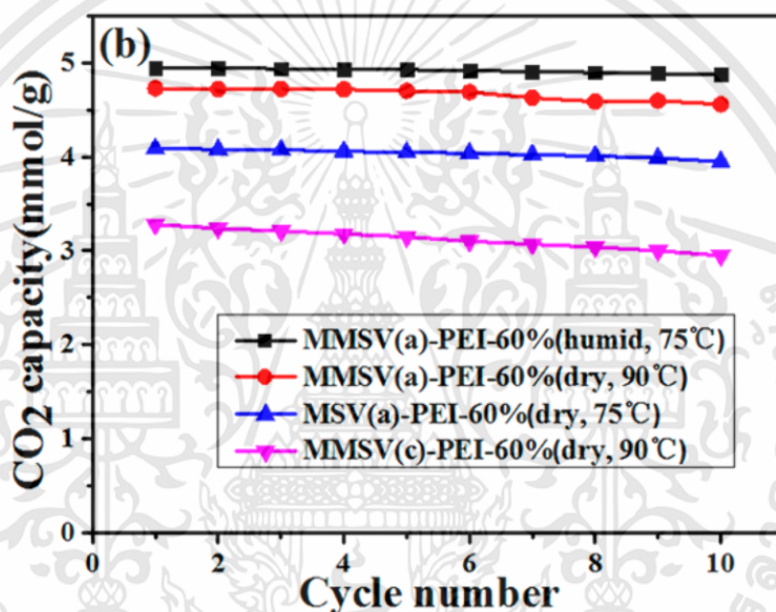 (b)
CO2 capacity(mmol/g)
5
4
3
2
1
0
MMSV(a)-PEI-60%(humid, 75℃)
MMSV(a)-PEI-60%(dry, 90℃)
MSV(a)-PEI-60%(dry, 75℃)
MMSV(c)-PEI-60%(dry, 90℃)
0 2 4 6 8 10
Cycle number